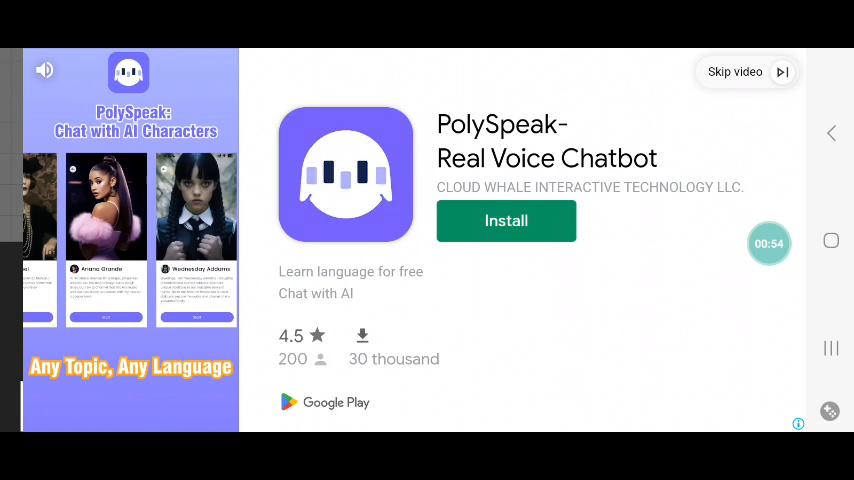 PolySpeak:
Chat with AI Characters
Ariana Grande
Wednesday Addams
Any Topic, Any Language
Skip video
PolySpeak-
Real Voice Chatbot
CLOUD WHALE INTERACTIVE TECHNOLOGY LLC.
Install
00:54
Learn language for free
Chat with AI
4.5
200
30 thousand
Google Play